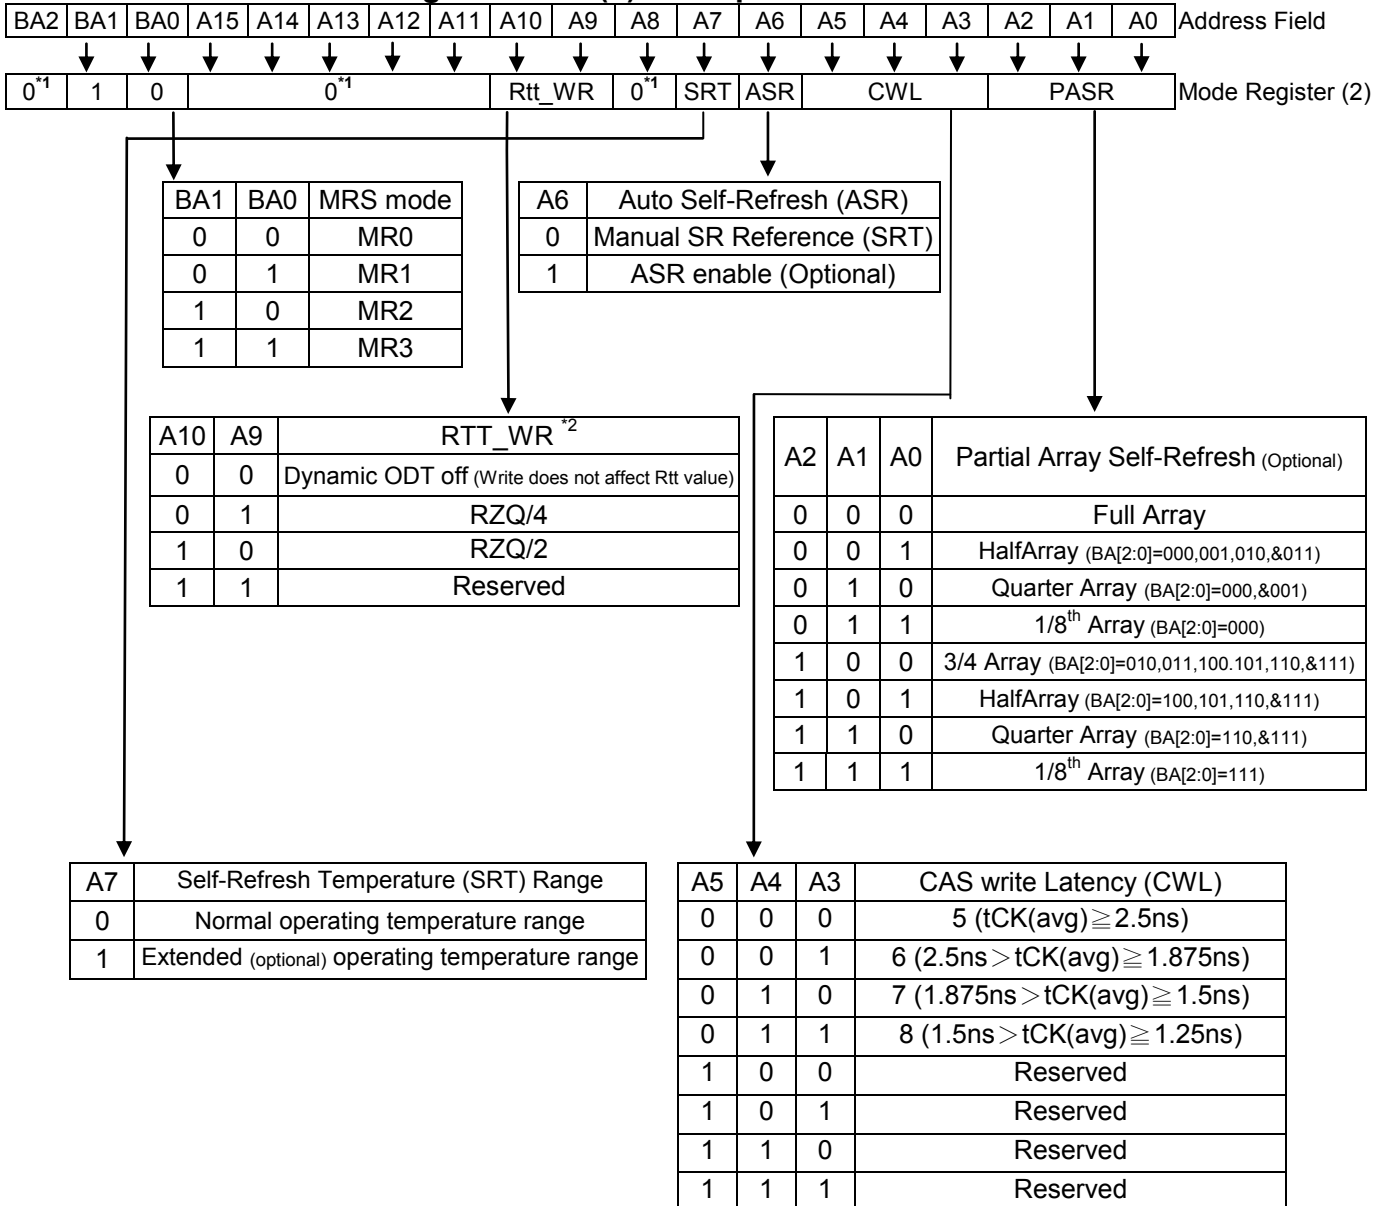 BA2 BA1 BA0 A15 A14 A13 A12 A11 A10 A9 A8 A7 A6 A5 A4 A3 A2 A1 A0 Address Field
0*1 1 0 0*1 Rtt_WR 0*1 SRT ASR CWL PASR Mode Register (2)
BA1 BA0 MRS mode
0 0 MR0
0 1 MR1
1 0 MR2
1 1 MR3
A6 Auto Self-Refresh (ASR)
0 Manual SR Reference (SRT)
1 ASR enable (Optional)
A10 A9 RTT_WR *2
0 0 Dynamic ODT off (Write does not affect Rtt value)
0 1 RZQ/4
1 0 RZQ/2
1 1 Reserved
A2 A1 A0 Partial Array Self-Refresh (Optional)
0 0 0 Full Array
0 0 1 HalfArray (BA[2:0]=000,001,010,&011)
0 1 0 Quarter Array (BA[2:0]=000,&001)
0 1 1 1/8th Array (BA[2:0]=000)
1 0 0 3/4 Array (BA[2:0]=010,011,100.101,110,&111)
1 0 1 HalfArray (BA[2:0]=100,101,110,&111)
1 1 0 Quarter Array (BA[2:0]=110,&111)
1 1 1 1/8th Array (BA[2:0]=111)
A7 Self-Refresh Temperature (SRT) Range
0 Normal operating temperature range
1 Extended (optional) operating temperature range
A5 A4 A3 CAS write Latency (CWL)
0 0 0 5 (tCK(avg)≧2.5ns)
0 0 1 6 (2.5ns>tCK(avg)≧1.875ns)
0 1 0 7 (1.875ns>tCK(avg)≧1.5ns)
0 1 1 8 (1.5ns>tCK(avg)≧1.25ns)
1 0 0 Reserved
1 0 1 Reserved
1 1 0 Reserved
1 1 1 Reserved